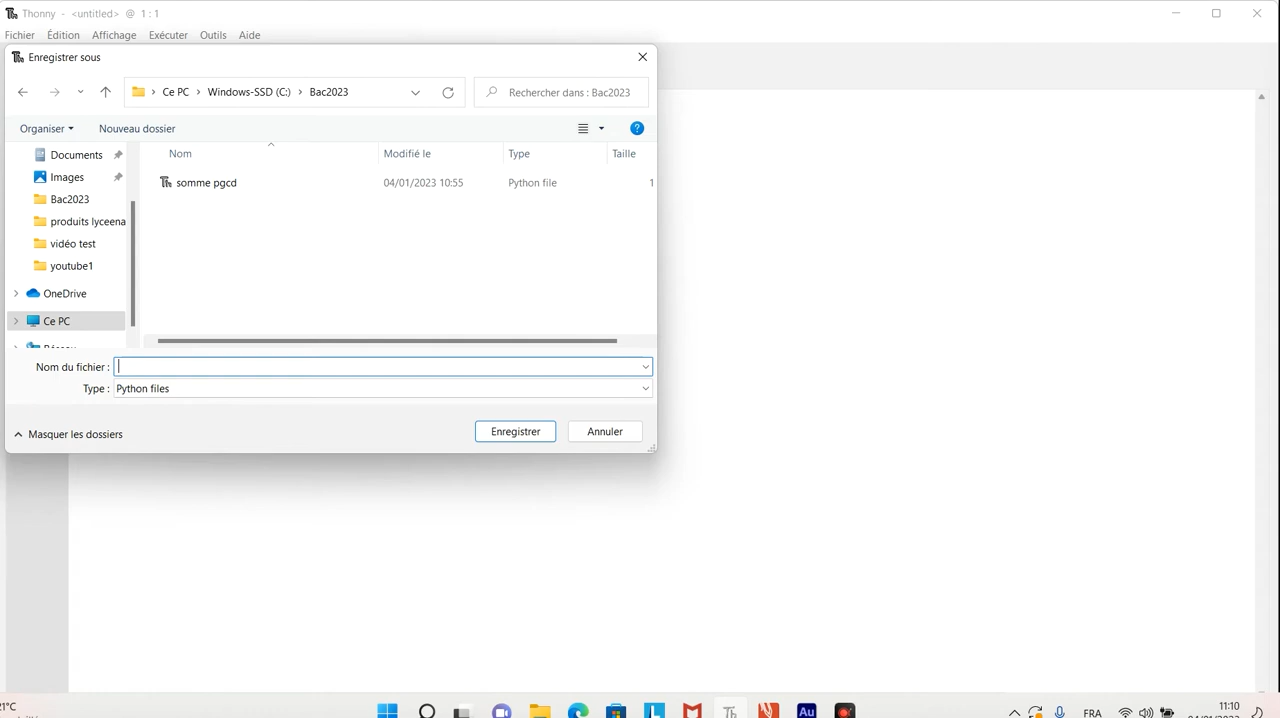 Thonny - <untitled> @ 1 : 1
Fichier Édition Affichage Exécuter Outils Aide
Enregistrer sous
Ce PC > Windows-SSD (C:) > Bac2023
Rechercher dans : Bac2023
Organiser Nouveau dossier
Nom Modifié le Type Taille
somme pgcd 04/01/2023 10:55 Python file 1
Documents
Images
Bac2023
produits lyceena
vidéo test
youtube1
OneDrive
Ce PC
Nom du fichier :
Type : Python files
Masquer les dossiers
Enregistrer Annuler
21°C
FRA
11:10